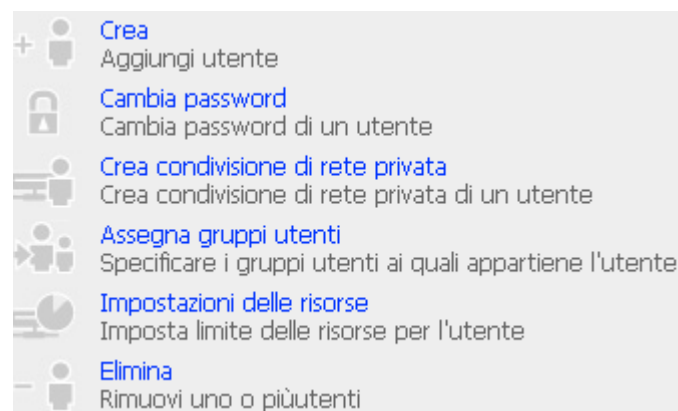 Crea
Aggiungi utente
Cambia password
Cambia password di un utente
Crea condivisione di rete privata
Crea condivisione di rete privata di un utente
Assegna gruppi utenti
Specificare i gruppi utenti ai quali appartiene l'utente
Impostazioni delle risorse
Imposta limite delle risorse per l'utente
Elimina
Rimuovi uno o piùutenti